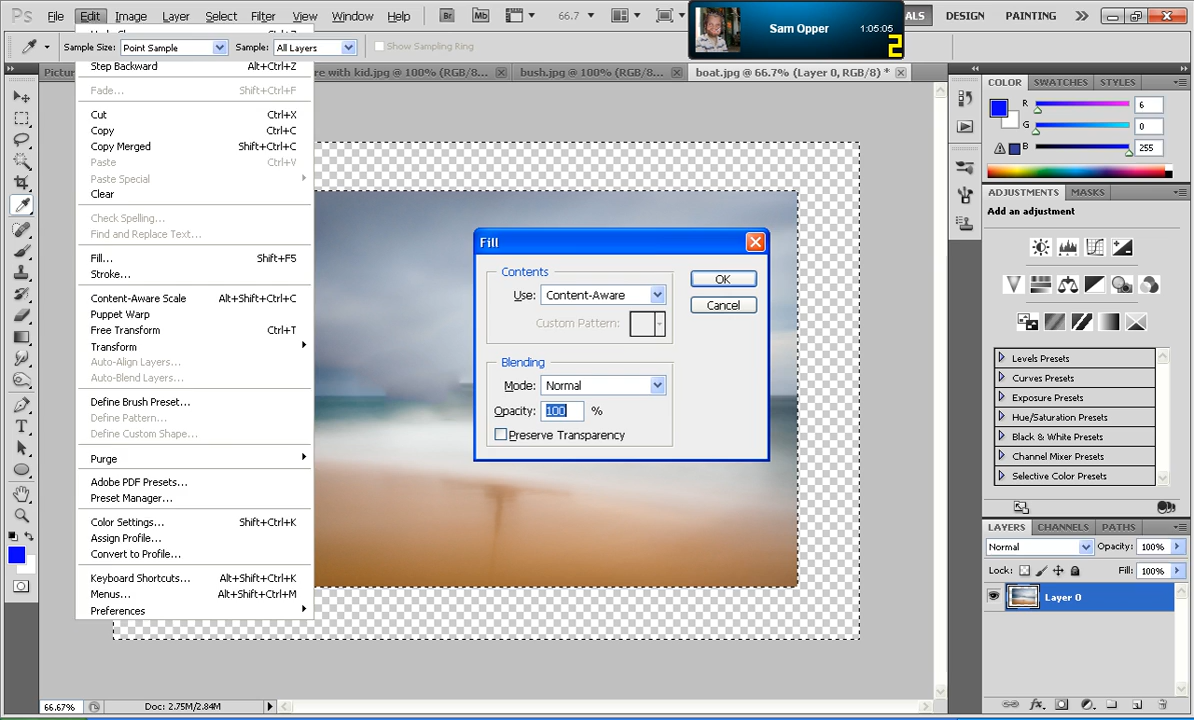 Ps File Edit Image Layer Select Filter View Window Help Br Mb 66.7
Sam Opper 1:05:05 2
ALS DESIGN PAINTING
Sample Size: Point Sample Sample: All Layers Show Sampling Ring
re with kid.jpg @ 100% (RGB/8... bush.jpg @ 100% (RGB/8... boat.jpg @ 66.7% (Layer 0, RGB/8) *
Step Backward Alt+Ctrl+Z
Fade... Shift+Ctrl+F
Cut Ctrl+X
Copy Ctrl+C
Copy Merged Shift+Ctrl+C
Paste Ctrl+V
Paste Special
Clear
Check Spelling...
Find and Replace Text...
Fill... Shift+F5
Stroke...
Content-Aware Scale Alt+Shift+Ctrl+C
Puppet Warp
Free Transform Ctrl+T
Transform
Auto-Align Layers...
Auto-Blend Layers...
Define Brush Preset...
Define Pattern...
Define Custom Shape...
Purge
Adobe PDF Presets...
Preset Manager...
Color Settings... Shift+Ctrl+K
Assign Profile...
Convert to Profile...
Keyboard Shortcuts... Alt+Shift+Ctrl+K
Menus... Alt+Shift+Ctrl+M
Preferences
Fill
Contents
Use: Content-Aware
Custom Pattern:
OK
Cancel
Blending
Mode: Normal
Opacity: 100 %
Preserve Transparency
COLOR SWATCHES STYLES
R 6
G 0
B 255
ADJUSTMENTS MASKS
Add an adjustment
Levels Presets
Curves Presets
Exposure Presets
Hue/Saturation Presets
Black & White Presets
Channel Mixer Presets
Selective Color Presets
LAYERS CHANNELS PATHS
Normal Opacity: 100%
Lock: Fill: 100%
Layer 0
66.67% Doc: 2.75M/2.84M